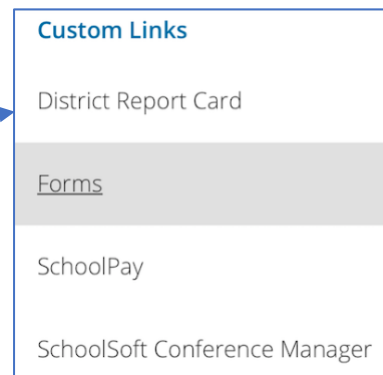 Custom Links
District Report Card
Forms
SchoolPay
SchoolSoft Conference Manager